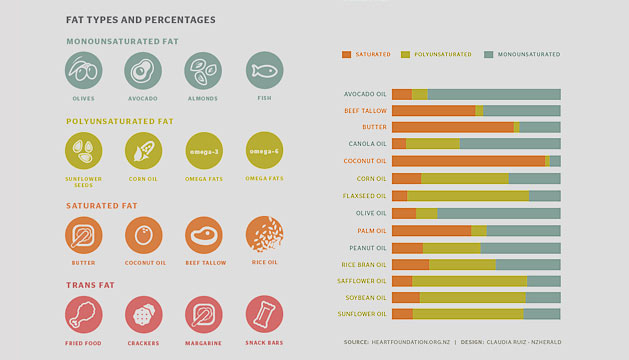 FAT TYPES AND PERCENTAGES
MONOUNSATURATED FAT
OLIVES
AVOCADO
ALMONDS
FISH
POLYUNSATURATED FAT
omega-3
omega-6
SUNFLOWER
SEEDS
CORN OIL
OMEGA FATS
OMEGA FATS
SATURATED FAT
BUTTER
COCONUT OIL
BEEF TALLOW
RICE OIL
TRANS FAT
FRIED FOOD
CRACKERS
MARGARINE
SNACK BARS
SATURATED
POLYUNSATURATED
MONOUNSATURATED
AVOCADO OIL
BEEF TALLOW
BUTTER
CANOLA OIL
COCONUT OIL
CORN OIL
FLAXSEED OIL
OLIVE OIL
PALM OIL
PEANUT OIL
RICE BRAN OIL
SAFFLOWER OIL
SOYBEAN OIL
SUNFLOWER OIL
SOURCE: HEARTFOUNDATION.ORG.NZ | DESIGN: CLAUDIA RUIZ - NZHERALD